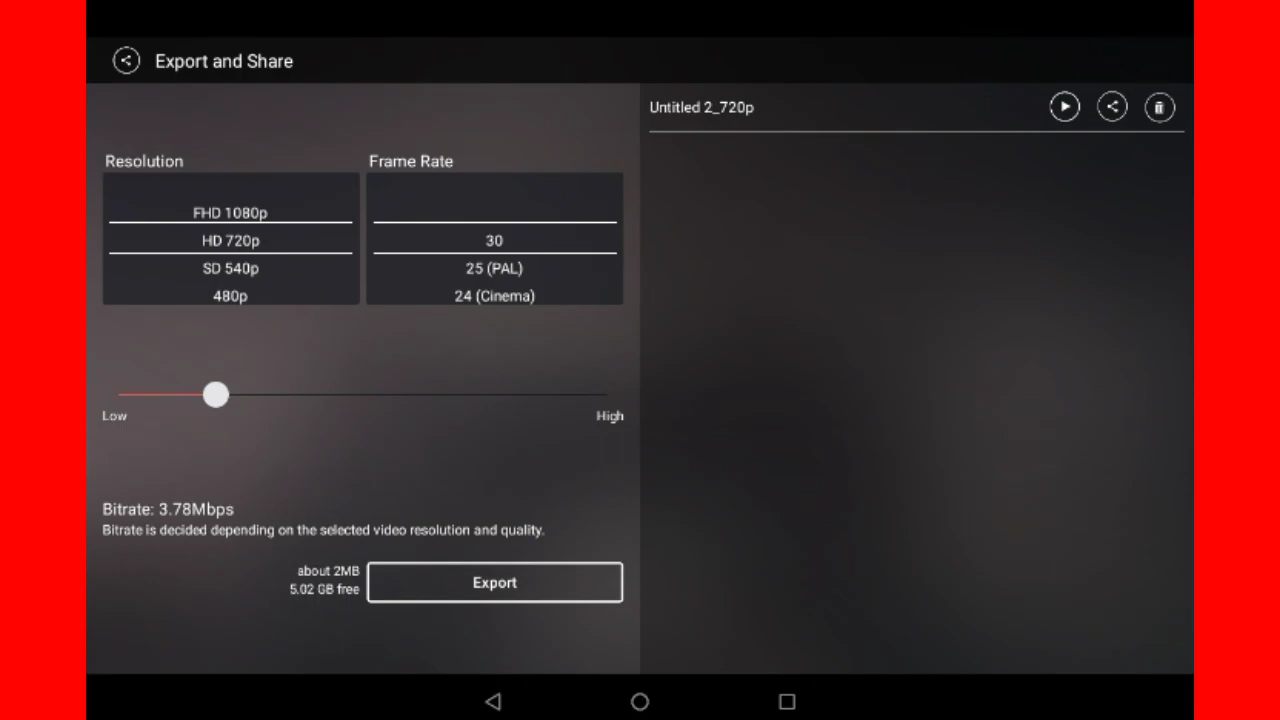 Export and Share
Untitled 2_720p
Resolution
Frame Rate
FHD 1080p
HD 720p
SD 540p
480p
30
25 (PAL)
24 (Cinema)
Low
High
Bitrate: 3.78Mbps
Bitrate is decided depending on the selected video resolution and quality.
about 2MB
5.02 GB free
Export